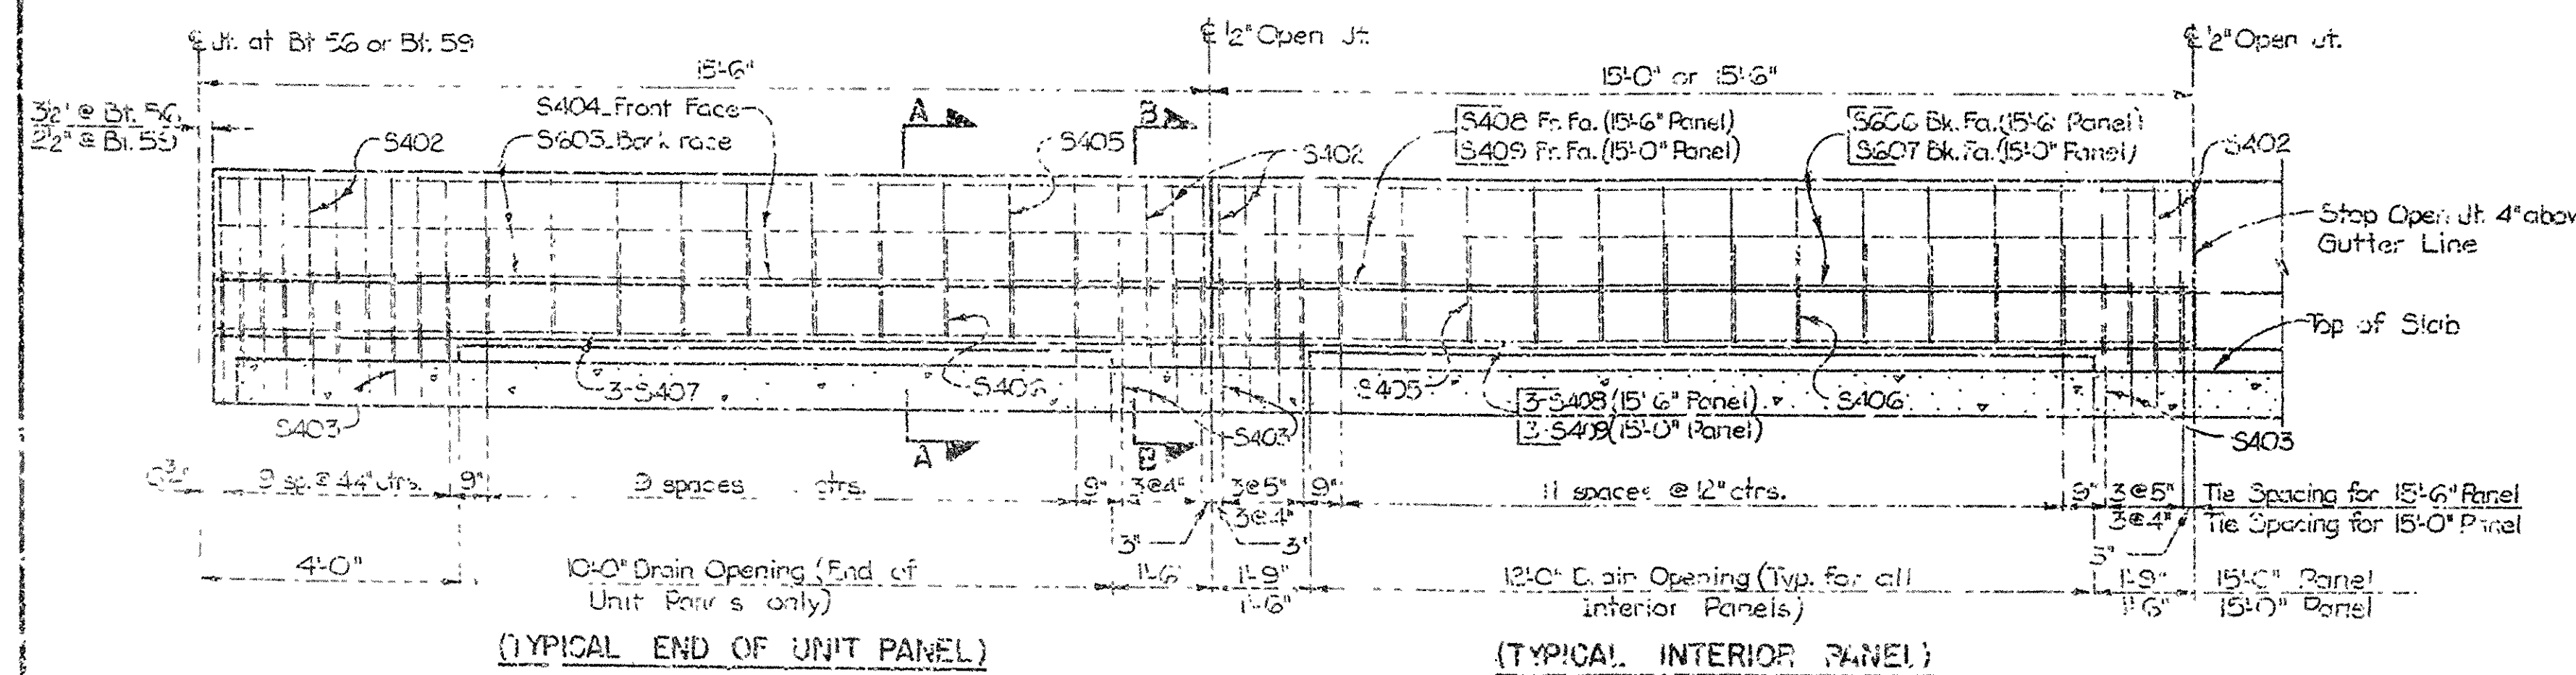 ℄ Jt. at Bt 56 or Bt. 59
℄ 1/2" Open Jt.
℄ 1/2" Open Jt.
15'-6"
15'-0" or 15'-6"
3 1/2" @ Bt. 56
2 1/2" @ Bt. 59
S404 Front Face
S402
S605 Back Face
A
B
S405
S402
S408 Fr. Fa. (15'-6" Panel)
S409 Fr. Fa. (15'-0" Panel)
S606 Bk. Fa. (15'-6" Panel)
S607 Bk. Fa. (15'-0" Panel)
S402
Stop Open Jt. 4" above
Gutter Line
Top of Slab
S403
3-S407
S406
S403
S405
3-S408 (15'-6" Panel)
3-S409 (15'-0" Panel)
S406
S403
A
B
9 sp. @ ctrs.
9"
9 spaces ctrs.
9"
3@4"
3@5"
3@4"
9"
11 spaces @ 12" ctrs.
9"
3@5"
3@4"
Tie Spacing for 15'-6" Panel
Tie Spacing for 15'-0" Panel
3"
3"
4'-0"
10'-0" Drain Opening (End of
Unit Panels only)
1'-6"
1'-9"
1'-6"
12'-0" Drain Opening (Typ. for all
Interior Panels)
1'-9"
1'-6"
Panel
15'-0" Panel
(TYPICAL END OF UNIT PANEL)
(TYPICAL INTERIOR PANEL)